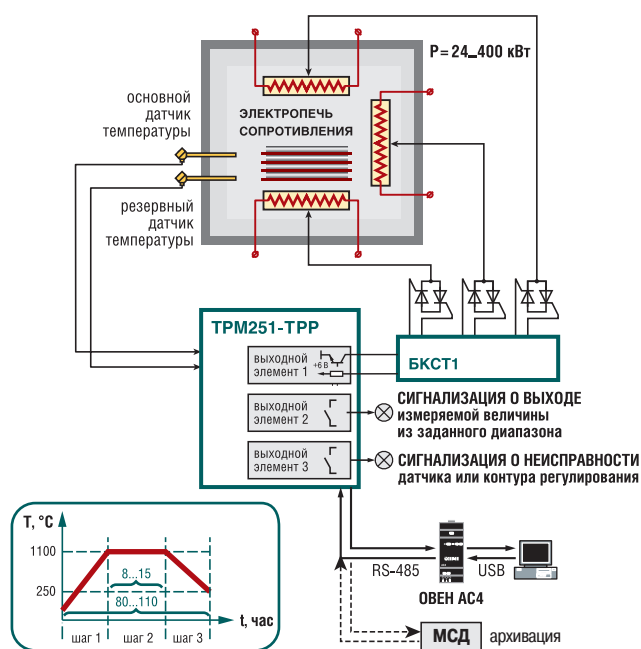 P=24...400 кВт
основной
датчик
температуры
ЭЛЕКТРОПЕЧЬ
СОПРОТИВЛЕНИЯ
резервный
датчик
температуры
ТРМ251-ТРР
выходной
элемент 1
+6 В
БКСТ1
выходной
элемент 2
СИГНАЛИЗАЦИЯ О ВЫХОДЕ
измеряемой величины
из заданного диапазона
выходной
элемент 3
СИГНАЛИЗАЦИЯ О НЕИСПРАВНОСТИ
датчика или контура регулирования
T, °C
1100
250
8...15
80...110
t, час
шаг 1
шаг 2
шаг 3
RS-485
USB
ОВЕН АС4
МСД
архивация